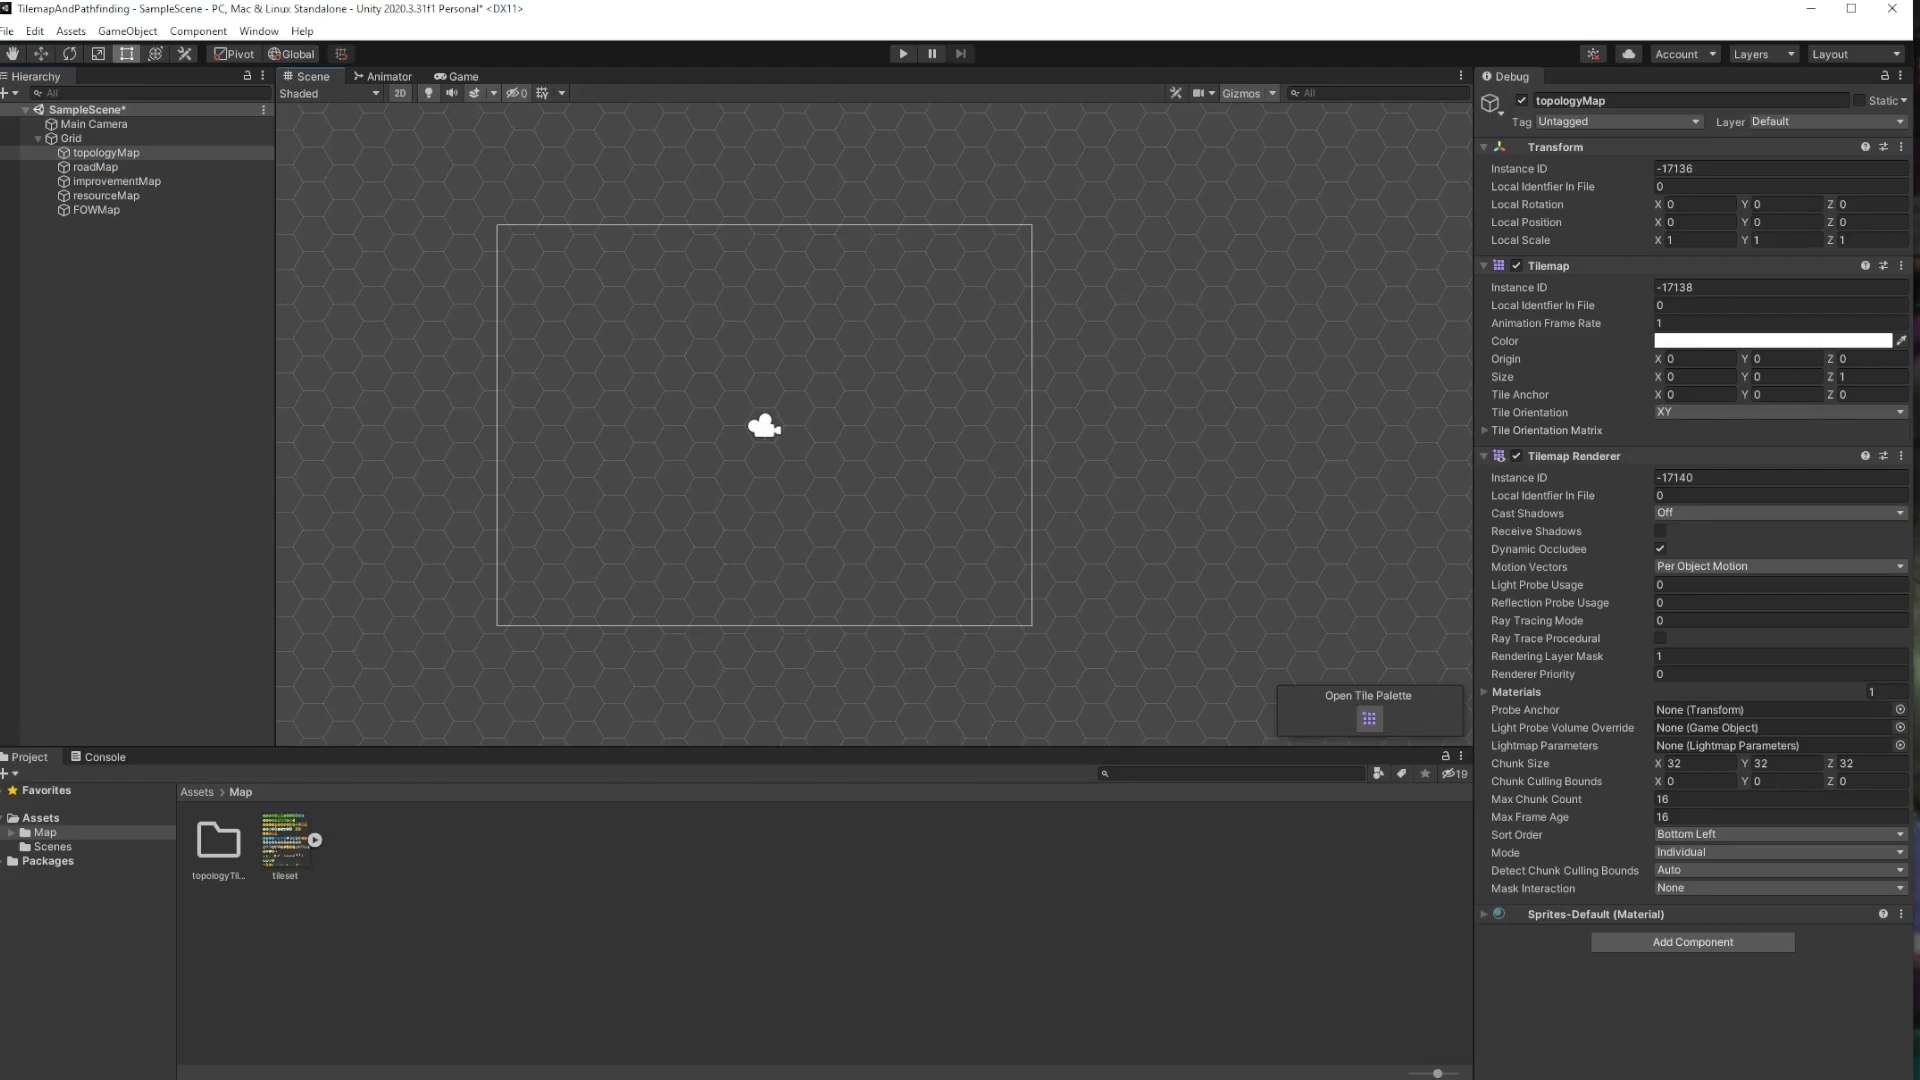 TilemapAndPathfinding - SampleScene - PC, Mac & Linux Standalone - Unity 2020.3.31f1 Personal* <DX11>
File Edit Assets GameObject Component Window Help
Pivot Global Account Layers Layout
Hierarchy
All
SampleScene*
Main Camera
Grid
topologyMap
roadMap
improvementMap
resourceMap
FOWMap
Scene Animator Game
Shaded 2D 0 Gizmos All
Open Tile Palette
Project Console
19
Favorites
Assets
Map
Scenes
Packages
Assets > Map
topologyTil...
tileset
Debug
topologyMap Static
Tag Untagged Layer Default
Transform
Instance ID -17136
Local Identfier In File 0
Local Rotation X 0 Y 0 Z 0
Local Position X 0 Y 0 Z 0
Local Scale X 1 Y 1 Z 1
Tilemap
Instance ID -17138
Local Identfier In File 0
Animation Frame Rate 1
Color
Origin X 0 Y 0 Z 0
Size X 0 Y 0 Z 1
Tile Anchor X 0 Y 0 Z 0
Tile Orientation XY
Tile Orientation Matrix
Tilemap Renderer
Instance ID -17140
Local Identfier In File 0
Cast Shadows Off
Receive Shadows
Dynamic Occludee
Motion Vectors Per Object Motion
Light Probe Usage 0
Reflection Probe Usage 0
Ray Tracing Mode 0
Ray Trace Procedural
Rendering Layer Mask 1
Renderer Priority 0
Materials 1
Probe Anchor None (Transform)
Light Probe Volume Override None (Game Object)
Lightmap Parameters None (Lightmap Parameters)
Chunk Size X 32 Y 32 Z 32
Chunk Culling Bounds X 0 Y 0 Z 0
Max Chunk Count 16
Max Frame Age 16
Sort Order Bottom Left
Mode Individual
Detect Chunk Culling Bounds Auto
Mask Interaction None
Sprites-Default (Material)
Add Component